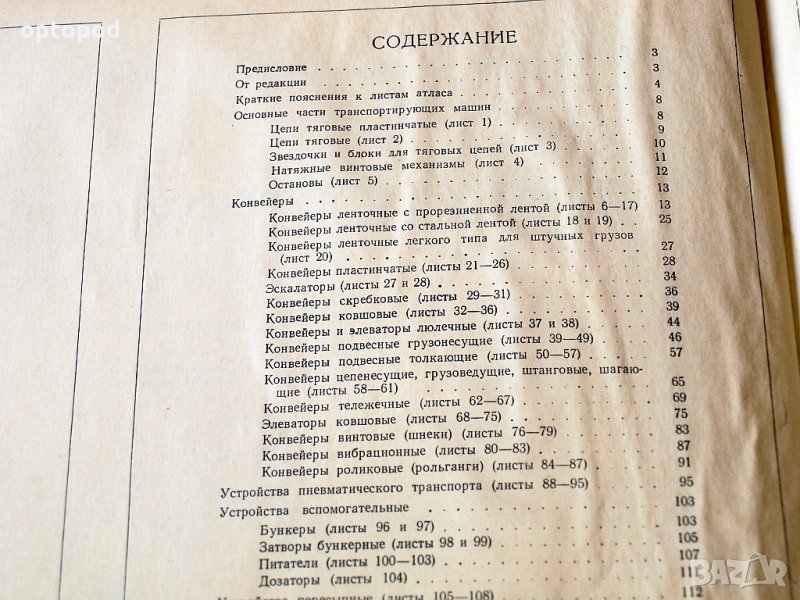 optopod
СОДЕРЖАНИЕ
Предисловие . . . 3
От редакции . . . 3
Краткие пояснения к листам атласа . . . 4
Основные части транспортирующих машин . . . 8
Цепи тяговые пластинчатые (лист 1) . . . 8
Цепи тяговые (лист 2) . . . 9
Звездочки и блоки для тяговых цепей (лист 3) . . . 10
Натяжные винтовые механизмы (лист 4) . . . 11
Остановы (лист 5) . . . 12
Конвейеры . . . 13
Конвейеры ленточные с прорезиненной лентой (листы 6—17) 13
Конвейеры ленточные со стальной лентой (листы 18 и 19) . . 25
Конвейеры ленточные легкого типа для штучных грузов
(лист 20) . . . 27
Конвейеры пластинчатые (листы 21—26) . . . 28
Эскалаторы (листы 27 и 28) . . . 34
Конвейеры скребковые (листы 29—31) . . . 36
Конвейеры ковшовые (листы 32—36) . . . 39
Конвейеры и элеваторы люлечные (листы 37 и 38) . . . 44
Конвейеры подвесные грузонесущие (листы 39—49) . . . 46
Конвейеры подвесные толкающие (листы 50—57) . . . 57
Конвейеры цепенесущие, грузоведущие, штанговые, шагаю-
щие (листы 58—61) . . . 65
Конвейеры тележечные (листы 62—67) . . . 69
Элеваторы ковшовые (листы 68—75) . . . 75
Конвейеры винтовые (шнеки) (листы 76—79) . . . 83
Конвейеры вибрационные (листы 80—83) . . . 87
Конвейеры роликовые (рольганги) (листы 84—87) . 91
Устройства пневматического транспорта (листы 88—95) . 95
Устройства вспомогательные . . . 103
Бункеры (листы 96 и 97) . . . 103
Затворы бункерные (листы 98 и 99) . . . 105
Питатели (листы 100—103) . . . 107
Дозаторы (листы 104) . . . 111
Устройства пересыпные (листы 105—108) . . . 112
BAZAR